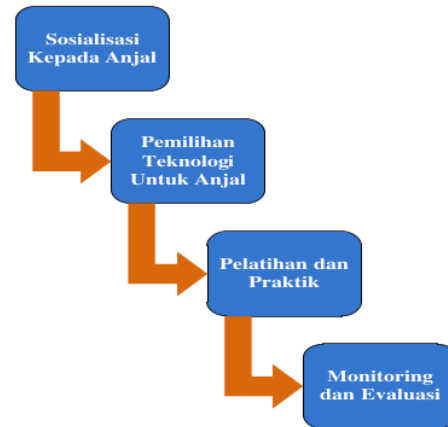 Sosialisasi
Kepada Anjal
Pemilihan
Teknologi
Untuk Anjal
Pelatihan dan
Praktik
Monitoring
dan Evaluasi